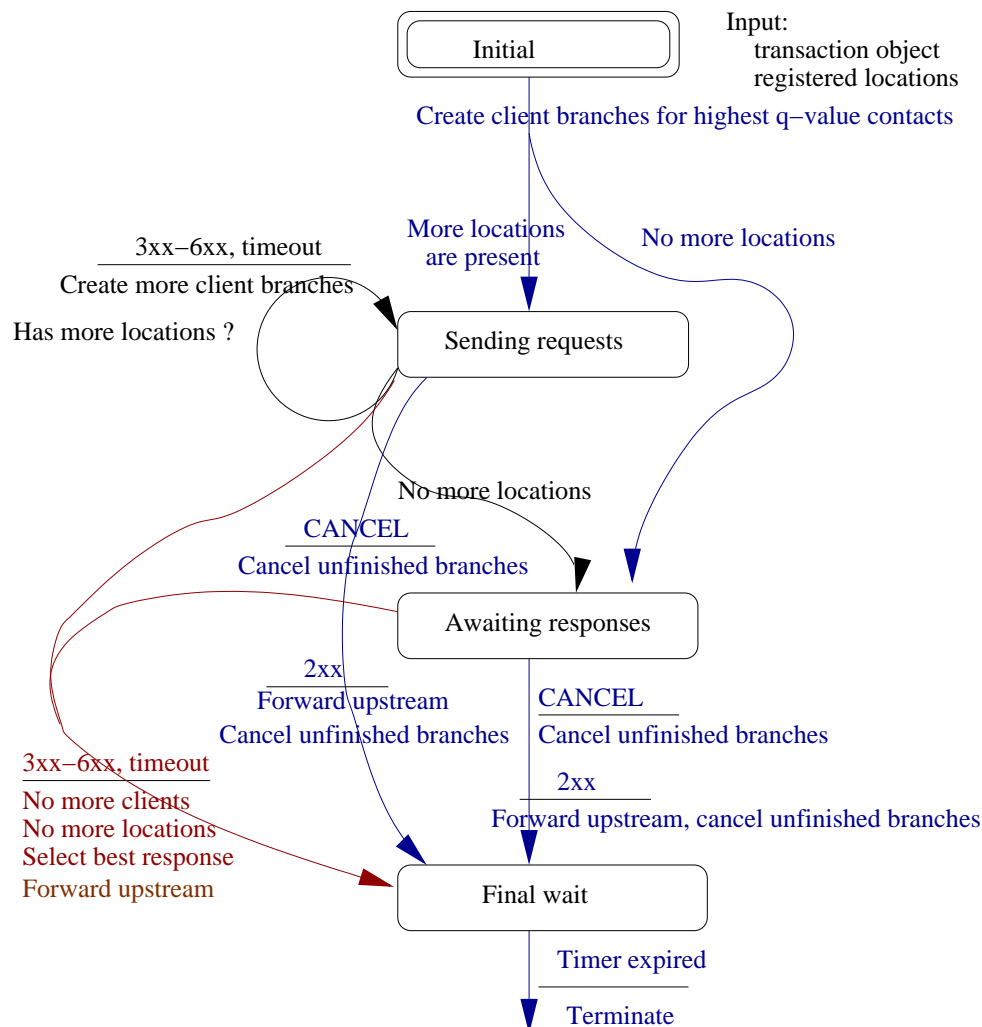 Initial
Input:
transaction object
registered locations
Create client branches for highest q−value contacts
More locations
are present
No more locations
3xx−6xx, timeout
Create more client branches
Has more locations ?
Sending requests
No more locations
CANCEL
Cancel unfinished branches
Awaiting responses
2xx
Forward upstream
Cancel unfinished branches
CANCEL
Cancel unfinished branches
3xx−6xx, timeout
No more clients
No more locations
Select best response
Forward upstream
2xx
Forward upstream, cancel unfinished branches
Final wait
Timer expired
Terminate